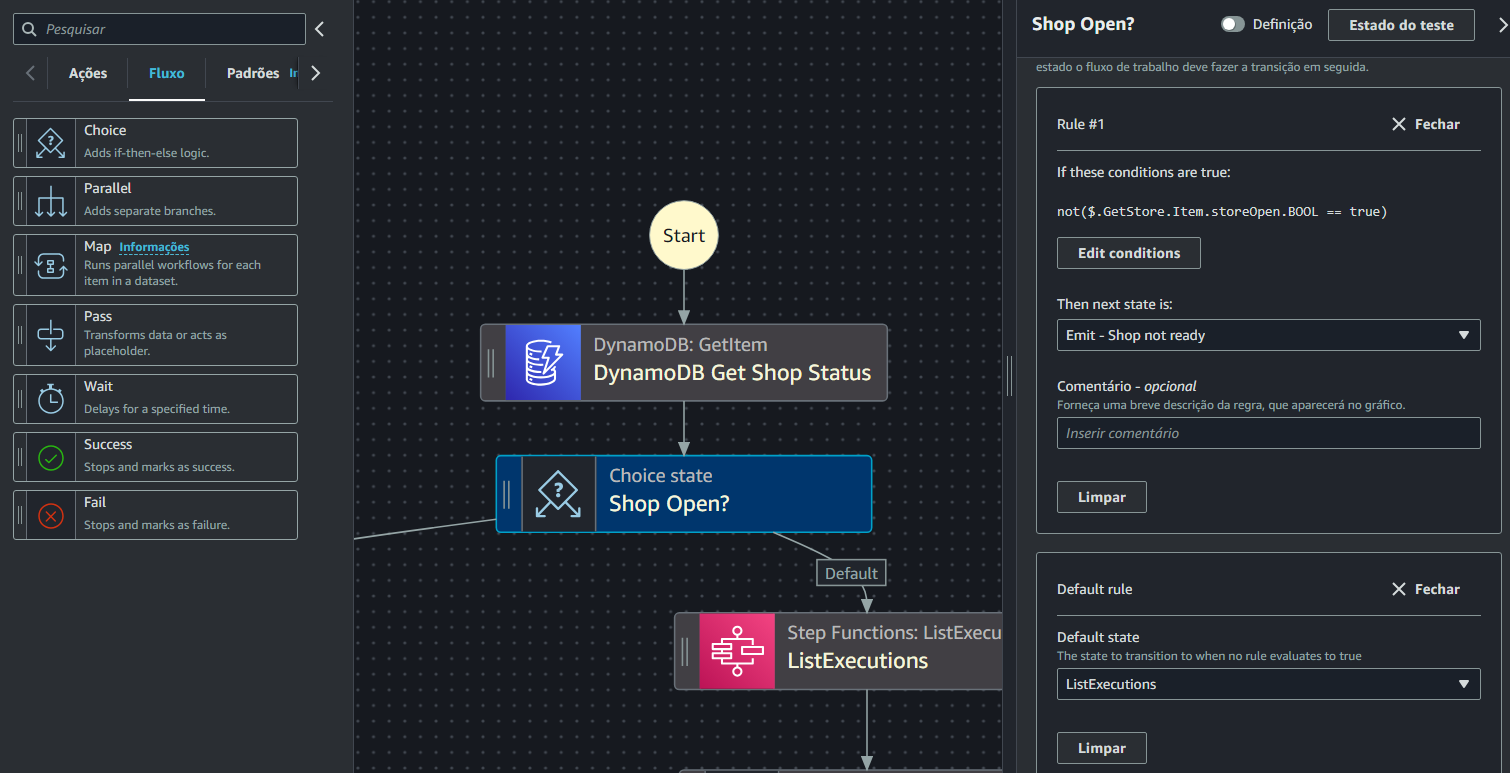 Pesquisar
Ações
Fluxo
Padrões
Choice
Adds if-then-else logic.
Parallel
Adds separate branches.
Map Informações
Runs parallel workflows for each
item in a dataset.
Pass
Transforms data or acts as
placeholder.
Wait
Delays for a specified time.
Success
Stops and marks as success.
Fail
Stops and marks as failure.
Start
DynamoDB: GetItem
DynamoDB Get Shop Status
Choice state
Shop Open?
Default
Step Functions: ListExecu
ListExecutions
Shop Open?
Definição
Estado do teste
estado o fluxo de trabalho deve fazer a transição em seguida.
Rule #1
Fechar
If these conditions are true:
not($.GetStore.Item.storeOpen.BOOL == true)
Edit conditions
Then next state is:
Emit - Shop not ready
Comentário - opcional
Forneça uma breve descrição da regra, que aparecerá no gráfico.
Inserir comentário
Limpar
Default rule
Fechar
Default state
The state to transition to when no rule evaluates to true
ListExecutions
Limpar